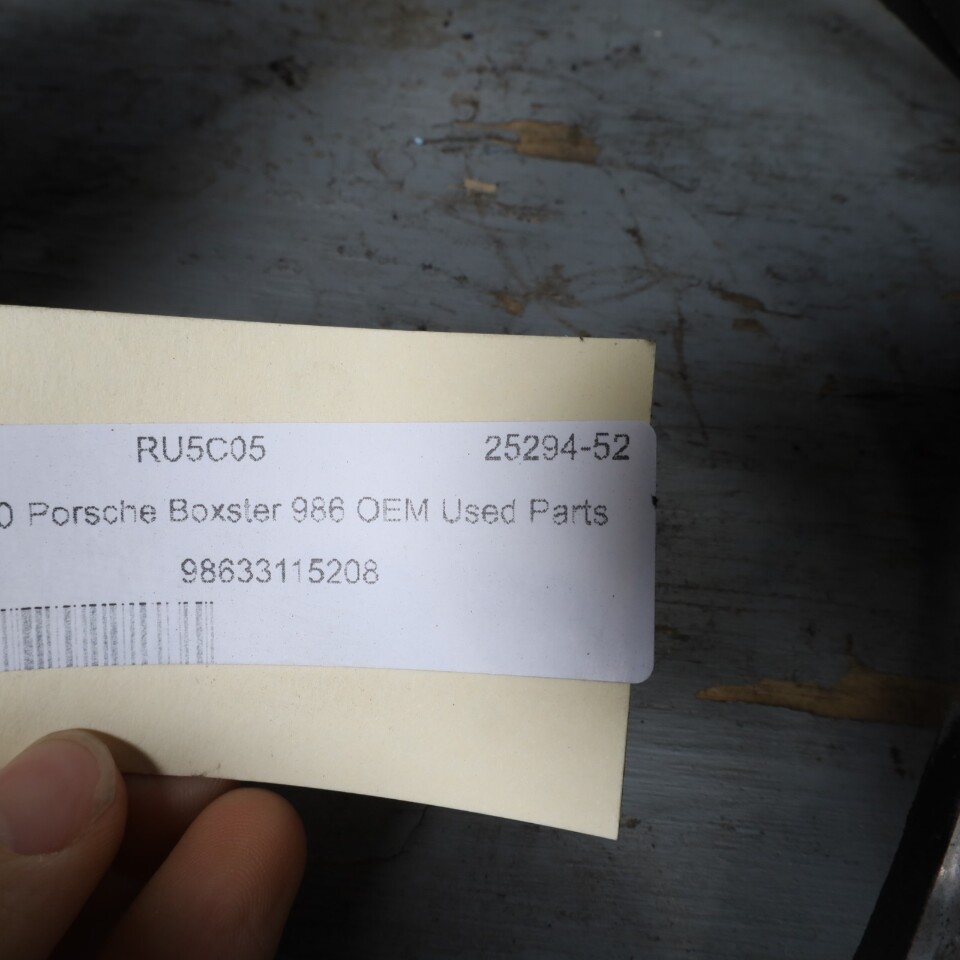 RU5C05 25294-52
0 Porsche Boxster 986 OEM Used Parts
98633115208